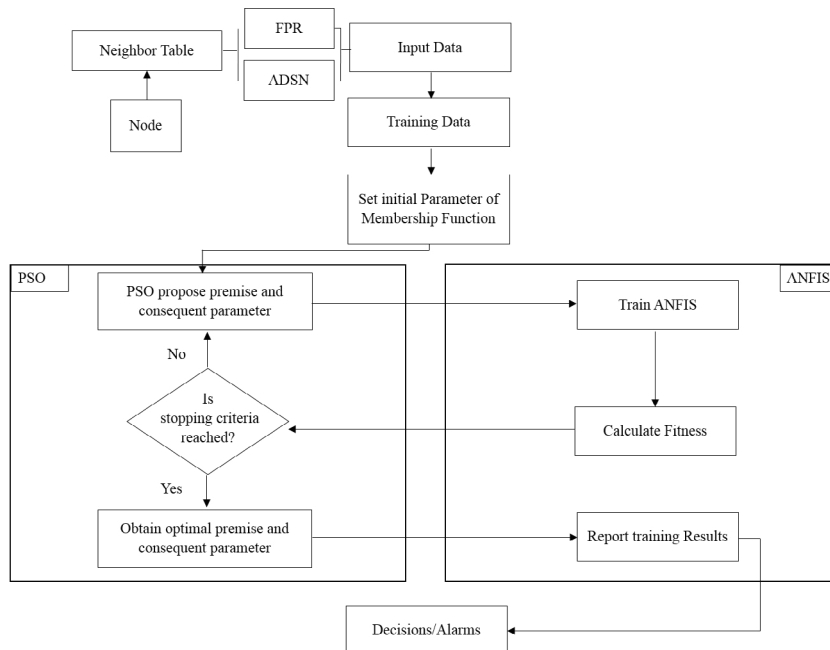 FPR
Neighbor Table
Input Data
ADSN
Node
Training Data
Set initial Parameter of
Membership Function
PSO
ANFIS
PSO propose premise and
consequent parameter
Train ANFIS
No
Is
stopping criteria
reached?
Calculate Fitness
Yes
Obtain optimal premise and
consequent parameter
Report training Results
Decisions/Alarms